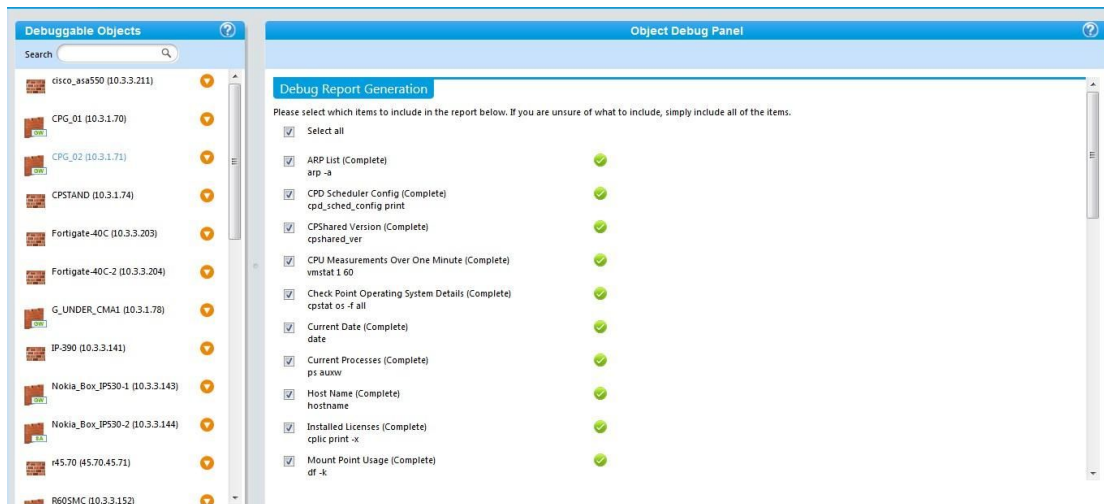 Debuggable Objects
?
Search
cisco_asa550 (10.3.3.211)
CPG_01 (10.3.1.70)
GW
CPG_02 (10.3.1.71)
GW
CPSTAND (10.3.1.74)
Fortigate-40C (10.3.3.203)
Fortigate-40C-2 (10.3.3.204)
G_UNDER_CMA1 (10.3.1.78)
GW
IP-390 (10.3.3.141)
Nokia_Box_IP530-1 (10.3.3.143)
GW
Nokia_Box_IP530-2 (10.3.3.144)
SA
r45.70 (45.70.45.71)
R60SMC (10.3.3.152)
Object Debug Panel
?
Debug Report Generation
Please select which items to include in the report below. If you are unsure of what to include, simply include all of the items.
Select all
ARP List (Complete)
arp -a
CPD Scheduler Config (Complete)
cpd_sched_config print
CPShared Version (Complete)
cpshared_ver
CPU Measurements Over One Minute (Complete)
vmstat 1 60
Check Point Operating System Details (Complete)
cpstat os -f all
Current Date (Complete)
date
Current Processes (Complete)
ps auxw
Host Name (Complete)
hostname
Installed Licenses (Complete)
cplic print -x
Mount Point Usage (Complete)
df -k